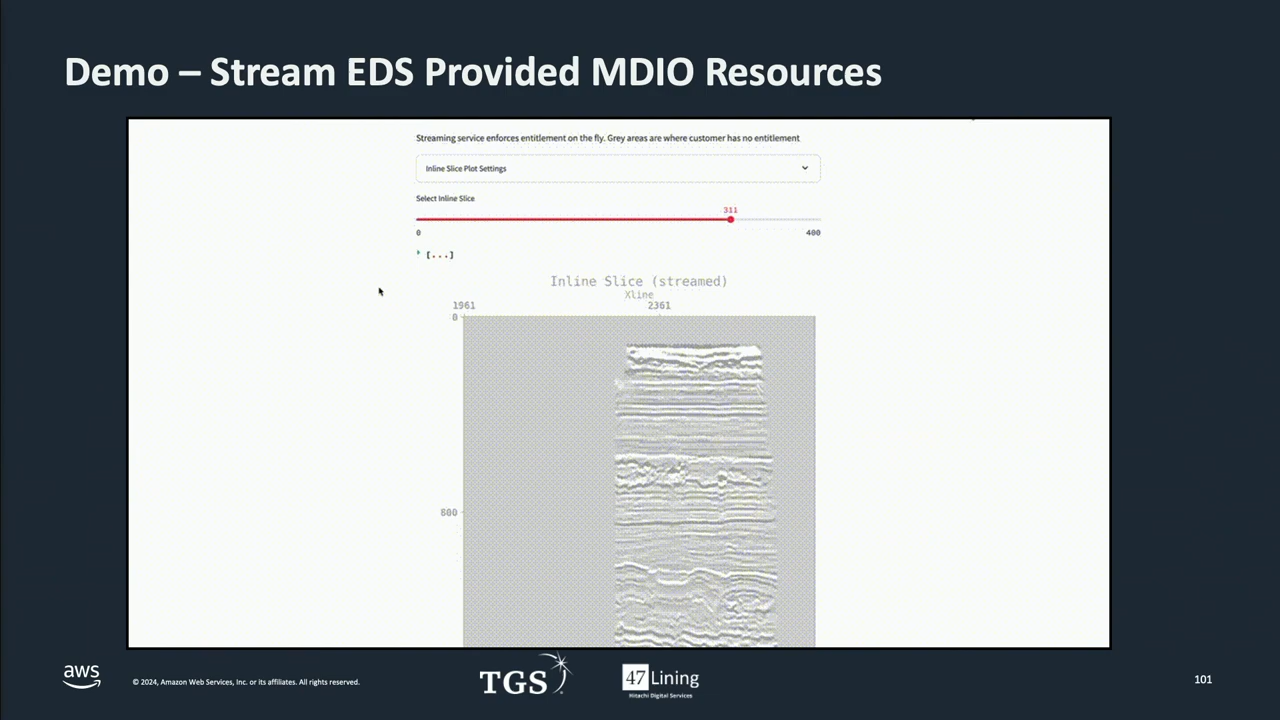 Demo – Stream EDS Provided MDIO Resources
Streaming service enforces entitlement on the fly. Grey areas are where customer has no entitlement
Inline Slice Plot Settings
Select Inline Slice
311
0 400
[...]
Inline Slice (streamed)
Xline
1961 2361
0
800
aws
© 2024, Amazon Web Services, Inc. or its affiliates. All rights reserved.
TGS
47 Lining
Hitachi Digital Services
101